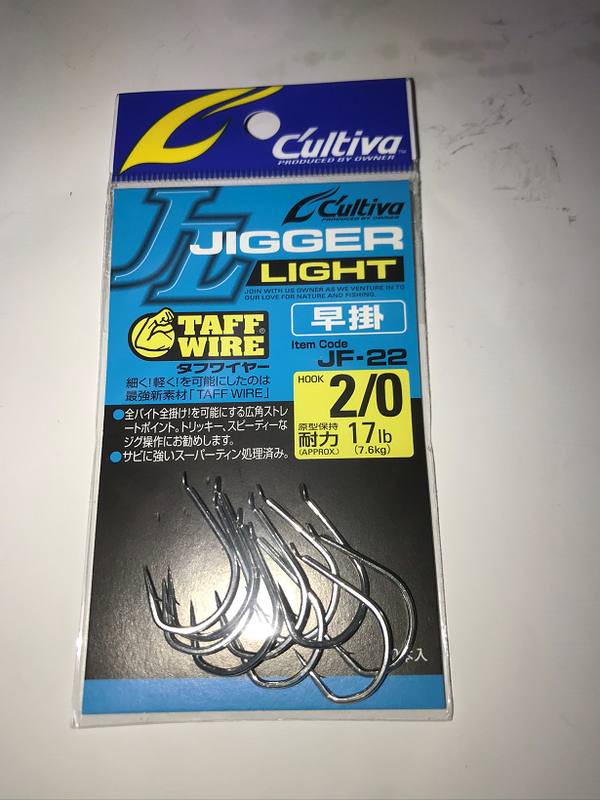 C'ultiva™
PRODUCED BY OWNER
C'ultiva
PRODUCED BY OWNER
JL
JIGGER
LIGHT
JOIN WITH US OWNER AS WE VENTURE IN TO
OUR LOVE FOR NATURE AND FISHING.
TAFF
WIRE®
タフワイヤー
早掛
Item Code
JF-22
細く!軽く!を可能にしたのは
最強新素材「TAFF WIRE」
HOOK
2/0
原型保持
耐力
(APPROX.)
17lb
(7.6kg)
●全バイト全掛け!を可能にする広角ストレ
ートポイント。トリッキー、スピーディーな
ジグ操作にお勧めします。
●サビに強いスーパーティン処理済み。
本入